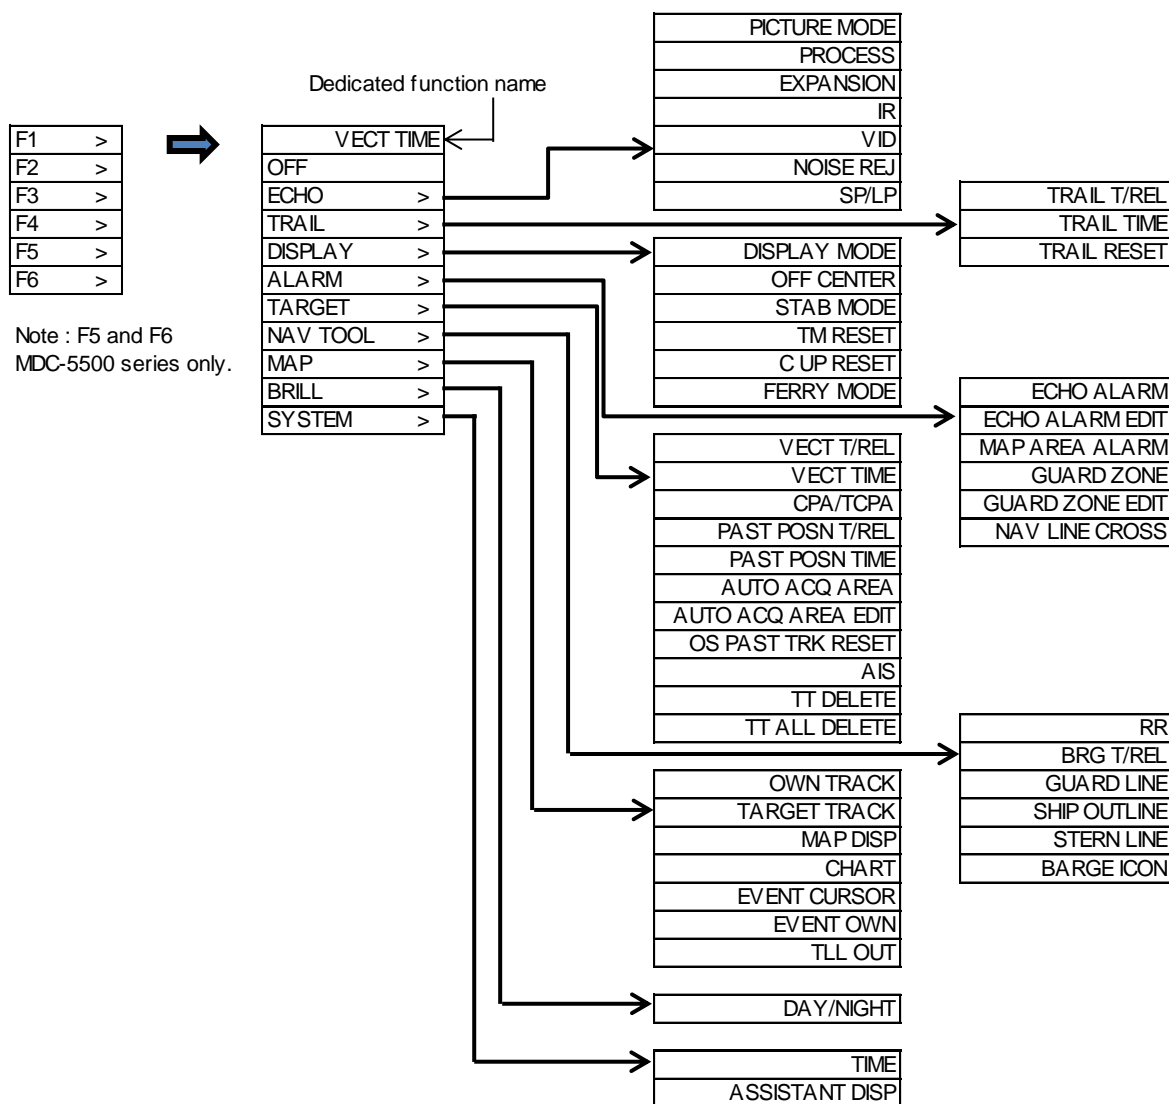 Dedicated function name
F1 >
F2 >
F3 >
F4 >
F5 >
F6 >
Note : F5 and F6
MDC-5500 series only.
VECT TIME
OFF
ECHO >
TRAIL >
DISPLAY >
ALARM >
TARGET >
NAV TOOL >
MAP >
BRILL >
SYSTEM >
PICTURE MODE
PROCESS
EXPANSION
IR
VID
NOISE REJ
SP/LP
TRAIL T/REL
TRAIL TIME
TRAIL RESET
DISPLAY MODE
OFF CENTER
STAB MODE
TM RESET
C UP RESET
FERRY MODE
ECHO ALARM
ECHO ALARM EDIT
MAP AREA ALARM
GUARD ZONE
GUARD ZONE EDIT
NAV LINE CROSS
VECT T/REL
VECT TIME
CPA/TCPA
PAST POSN T/REL
PAST POSN TIME
AUTO ACQ AREA
AUTO ACQ AREA EDIT
OS PAST TRK RESET
AIS
TT DELETE
TT ALL DELETE
RR
BRG T/REL
GUARD LINE
SHIP OUTLINE
STERN LINE
BARGE ICON
OWN TRACK
TARGET TRACK
MAP DISP
CHART
EVENT CURSOR
EVENT OWN
TLL OUT
DAY/NIGHT
TIME
ASSISTANT DISP